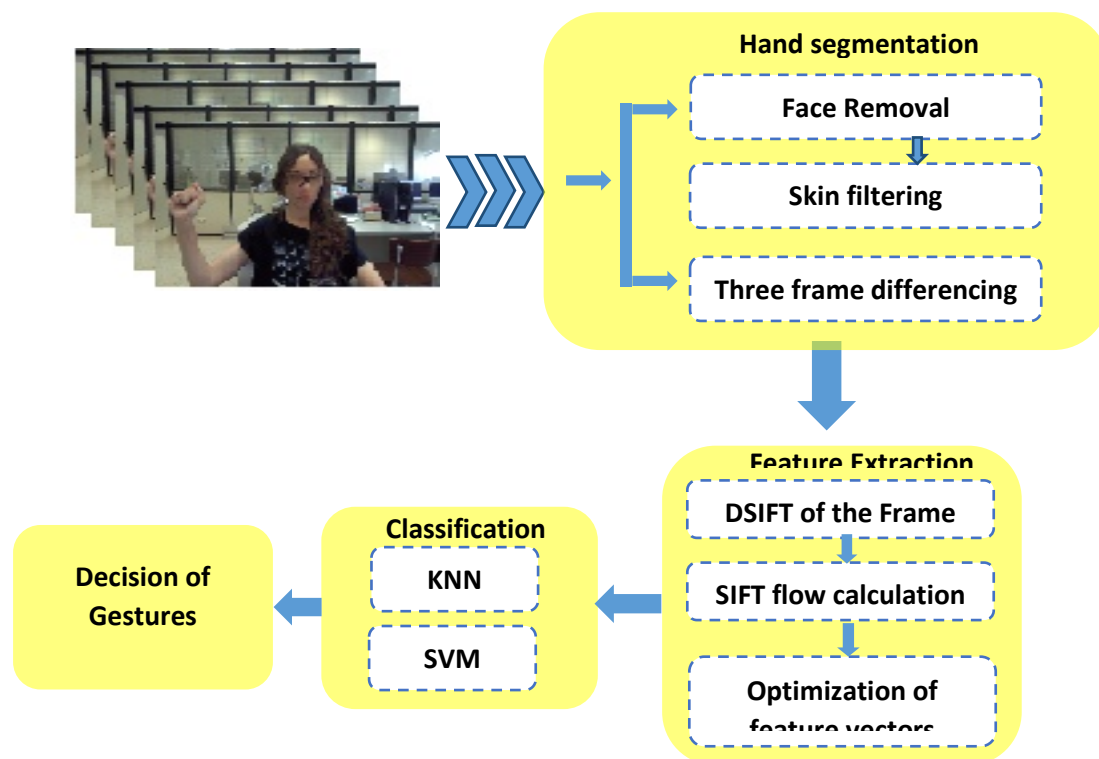 Hand segmentation
Face Removal
Skin filtering
Three frame differencing
Feature Extraction
DSIFT of the Frame
SIFT flow calculation
Optimization of
feature vectors
Classification
KNN
SVM
Decision of
Gestures